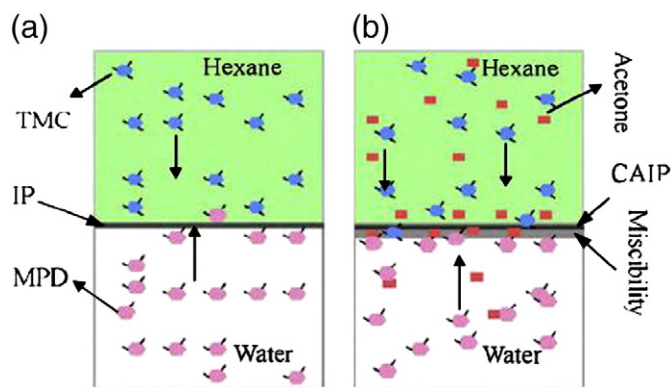 (a)
(b)
Hexane
TMC
IP
MPD
Water
Hexane
Acetone
CAIP
Miscibility
Water